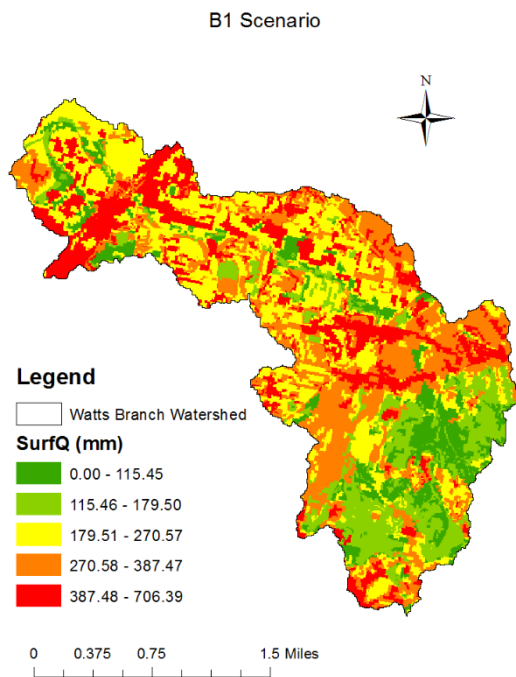 B1 Scenario
N
Legend
Watts Branch Watershed
SurfQ (mm)
0.00 - 115.45
115.46 - 179.50
179.51 - 270.57
270.58 - 387.47
387.48 - 706.39
0 0.375 0.75 1.5 Miles